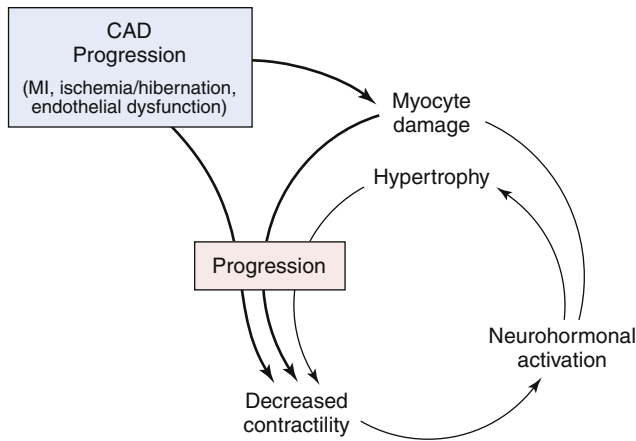 CAD
Progression
(MI, ischemia/hibernation,
endothelial dysfunction)
Myocyte
damage
Hypertrophy
Progression
Neurohormonal
activation
Decreased
contractility